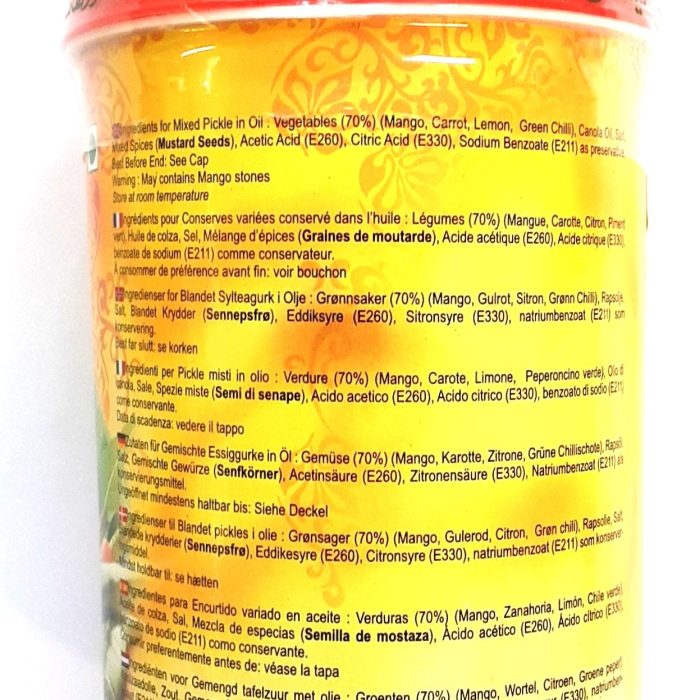 Ingredients for Mixed Pickle in Oil : Vegetables (70%) (Mango, Carrot, Lemon, Green Chilli), Canola Oil, Salt,
Mixed Spices (Mustard Seeds), Acetic Acid (E260), Citric Acid (E330), Sodium Benzoate (E211) as preservative.
Best Before End: See Cap
Warning : May contains Mango stones
Store at room temperature
Ingrédients pour Conserves variées conservé dans l'huile : Légumes (70%) (Mangue, Carotte, Citron, Piment
vert), Huile de colza, Sel, Mélange d'épices (Graines de moutarde), Acide acétique (E260), Acide citrique (E330),
benzoate de sodium (E211) comme conservateur.
A consommer de préférence avant fin: voir bouchon
Ingredienser for Blandet Sylteagurk i Olje : Grønnsaker (70%) (Mango, Gulrot, Sitron, Grønn Chilli), Rapsolje,
Salt, Blandet Krydder (Sennepsfrø), Eddiksyre (E260), Sitronsyre (E330), natriumbenzoat (E211) som
konservering.
Best før slutt: se korken
Ingredienti per Pickle misti in olio : Verdure (70%) (Mango, Carote, Limone, Peperoncino verde), Olio di
canola, Sale, Spezie miste (Semi di senape), Acido acetico (E260), Acido citrico (E330), benzoato di sodio (E211)
come conservante.
Data di scadenza: vedere il tappo
Zutaten für Gemischte Essiggurke in Öl : Gemüse (70%) (Mango, Karotte, Zitrone, Grüne Chillischote), Rapsöl,
Salz, Gemischte Gewürze (Senfkörner), Acetinsäure (E260), Zitronensäure (E330), Natriumbenzoat (E211) als
Konservierungsmittel.
Ungeöffnet mindestens haltbar bis: Siehe Deckel
Ingredienser til Blandet pickles i olie : Grønsager (70%) (Mango, Gulerod, Citron, Grøn chili), Rapsolie, Salt,
Blandede krydderier (Sennepsfrø), Eddikesyre (E260), Citronsyre (E330), natriumbenzoat (E211) som konserver-
ingsmiddel.
Mindst holdbar til: se hætten
Ingredientes para Encurtido variado en aceite : Verduras (70%) (Mango, Zanahoria, Limón, Chile verde),
Aceite de colza, Sal, Mezcla de especias (Semilla de mostaza), Ácido acético (E260), Ácido cítrico (E330),
benzoato de sodio (E211) como conservante.
Consumir preferentemente antes de: véase la tapa
Ingrediënten voor Gemengd tafelzuur met olie : Groenten (70%) (Mango, Wortel, Citroen, Groene peper),
Zout,